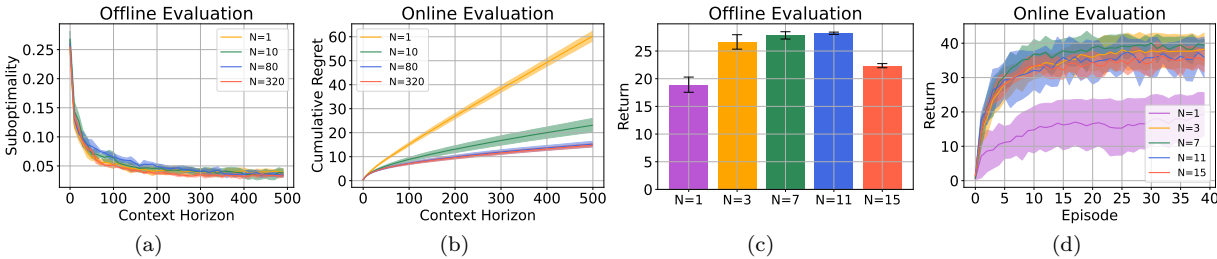 Offline Evaluation
Suboptimality
0.25
0.20
0.15
0.10
0.05
N=1
N=10
N=80
N=320
0 100 200 300 400 500
Context Horizon
(a)
Online Evaluation
Cumulative Regret
60
50
40
30
20
10
0
N=1
N=10
N=80
N=320
0 100 200 300 400 500
Context Horizon
(b)
Offline Evaluation
Return
25
20
15
10
5
0
N=1 N=3 N=7 N=11 N=15
(c)
Online Evaluation
Return
40
30
20
10
0
N=1
N=3
N=7
N=11
N=15
0 5 10 15 20 25 30 35 40
Episode
(d)